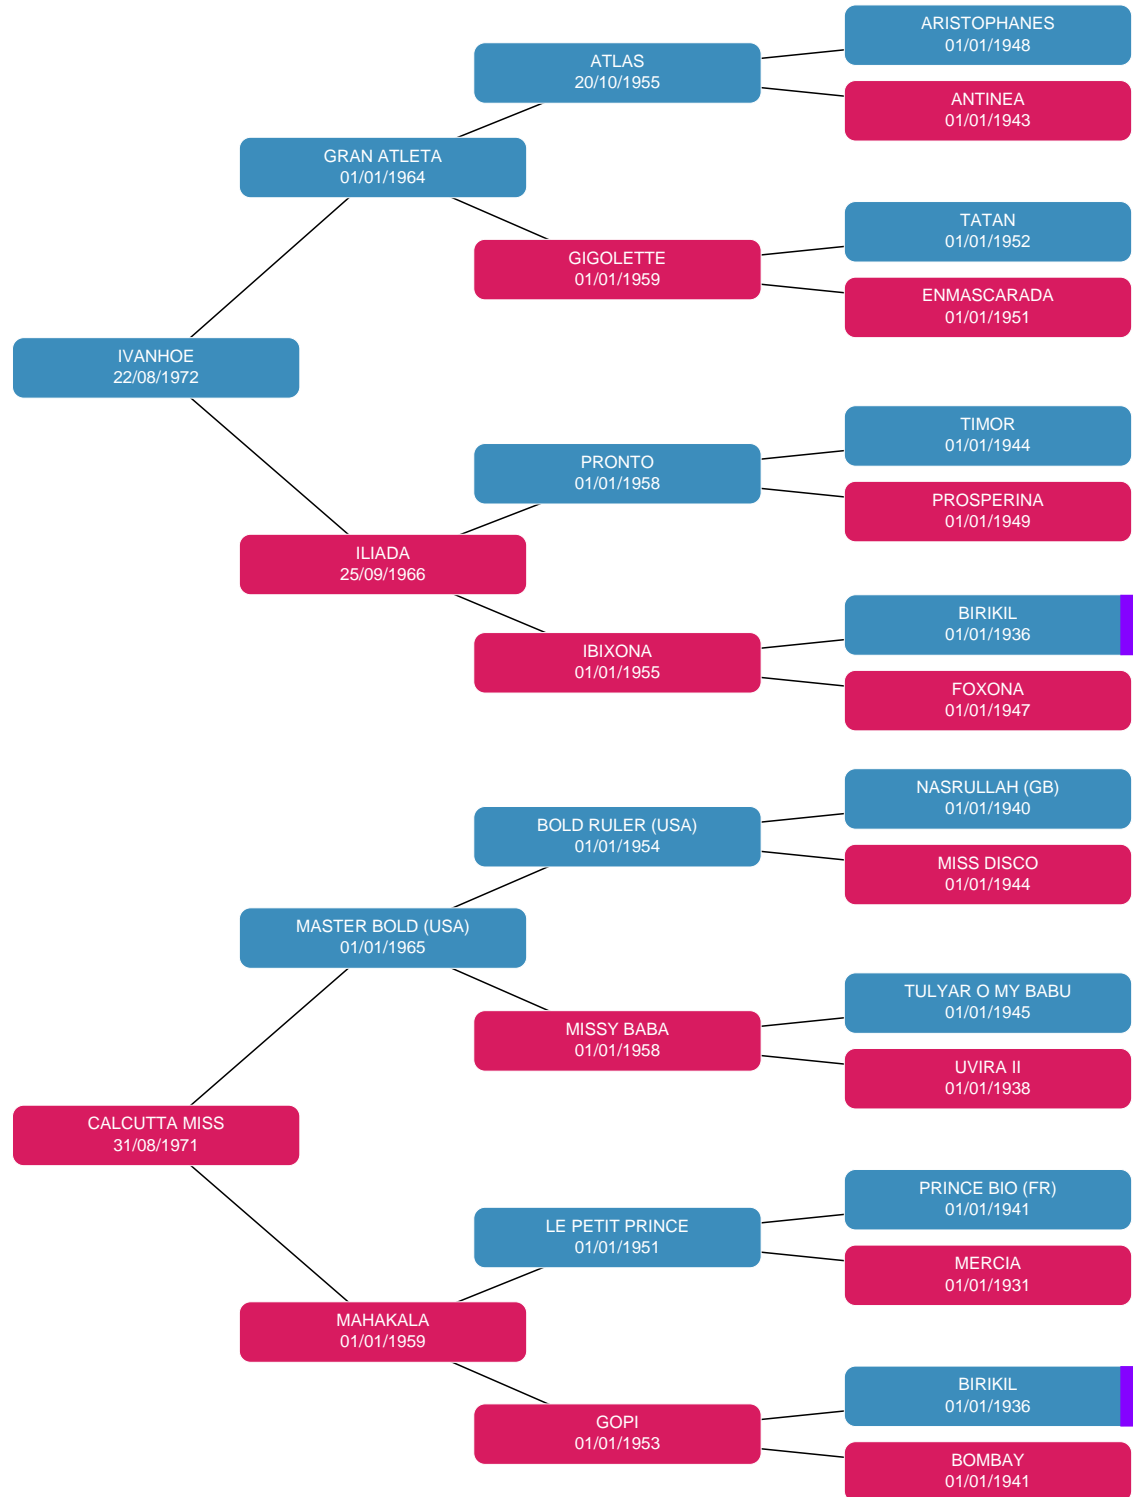 ARISTOPHANES
01/01/1948
ATLAS
20/10/1955
ANTINEA
01/01/1943
GRAN ATLETA
01/01/1964
TATAN
01/01/1952
GIGOLETTE
01/01/1959
ENMASCARADA
01/01/1951
IVANHOE
22/08/1972
TIMOR
01/01/1944
PRONTO
01/01/1958
PROSPERINA
01/01/1949
ILIADA
25/09/1966
BIRIKIL
01/01/1936
IBIXONA
01/01/1955
FOXONA
01/01/1947
NASRULLAH (GB)
01/01/1940
BOLD RULER (USA)
01/01/1954
MISS DISCO
01/01/1944
MASTER BOLD (USA)
01/01/1965
TULYAR O MY BABU
01/01/1945
MISSY BABA
01/01/1958
UVIRA II
01/01/1938
CALCUTTA MISS
31/08/1971
PRINCE BIO (FR)
01/01/1941
LE PETIT PRINCE
01/01/1951
MERCIA
01/01/1931
MAHAKALA
01/01/1959
BIRIKIL
01/01/1936
GOPI
01/01/1953
BOMBAY
01/01/1941